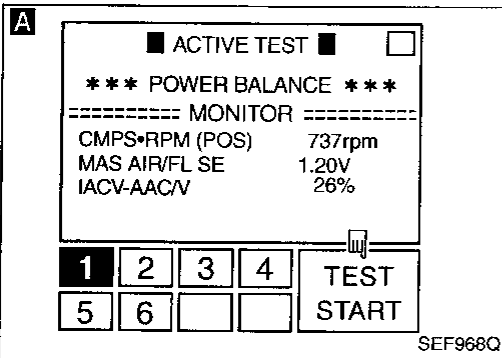 A
■ ACTIVE TEST ■
*** POWER BALANCE ***
========== MONITOR ==========
CMPS•RPM (POS) 737rpm
MAS AIR/FL SE 1.20V
IACV-AAC/V 26%
1 2 3 4 TEST
5 6 START
SEF968Q